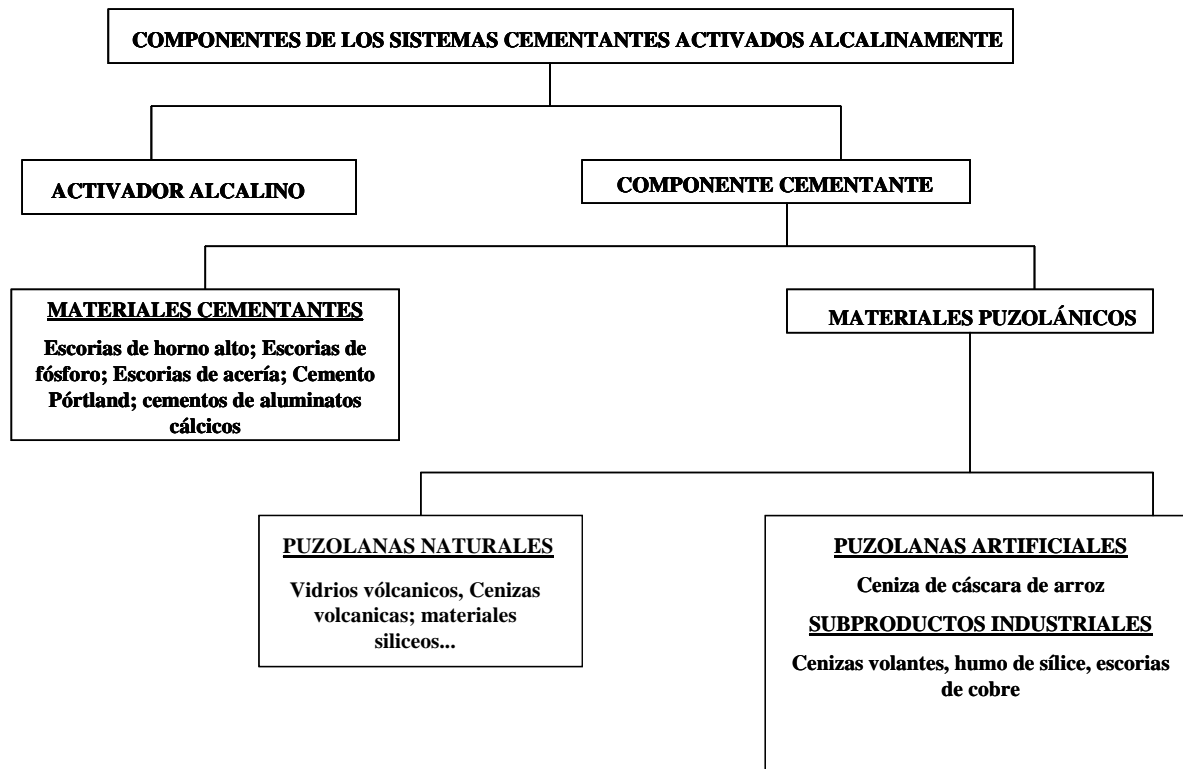 COMPONENTES DE LOS SISTEMAS CEMENTANTES ACTIVADOS ALCALINAMENTE
ACTIVADOR ALCALINO
COMPONENTE CEMENTANTE
MATERIALES CEMENTANTES
Escorias de horno alto; Escorias de
fósforo; Escorias de acería; Cemento
Pórtland; cementos de aluminatos
cálcicos
MATERIALES PUZOLÁNICOS
PUZOLANAS NATURALES
Vidrios vólcanicos, Cenizas
volcanicas; materiales
siliceos...
PUZOLANAS ARTIFICIALES
Ceniza de cáscara de arroz
SUBPRODUCTOS INDUSTRIALES
Cenizas volantes, humo de sílice, escorias
de cobre